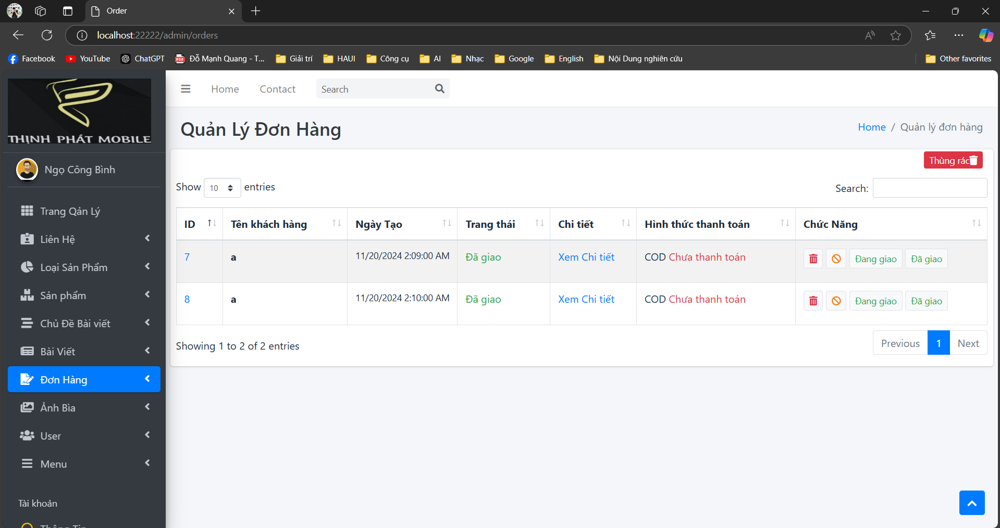 Order
localhost:22222/admin/orders
Facebook YouTube ChatGPT Đỗ Mạnh Quang - T... Giải trí HAUI Công cụ AI Nhạc Google English Nội Dung nghiên cứu Other favorites
THỊNH PHÁT MOBILE
Home Contact Search
Quản Lý Đơn Hàng
Home / Quản lý đơn hàng
Ngọ Công Bình
Thùng rác
Show 10 entries
Search:
ID Tên khách hàng Ngày Tạo Trang thái Chi tiết Hình thức thanh toán Chức Năng
7 a 11/20/2024 2:09:00 AM Đã giao Xem Chi tiết COD Chưa thanh toán Đang giao Đã giao
8 a 11/20/2024 2:10:00 AM Đã giao Xem Chi tiết COD Chưa thanh toán Đang giao Đã giao
Showing 1 to 2 of 2 entries
Previous 1 Next
Trang Qản Lý
Liên Hệ
Loại Sản Phẩm
Sản phẩm
Chủ Đề Bài viết
Bài Viết
Đơn Hàng
Ảnh Bìa
User
Menu
Tài khoản
Thông Tin